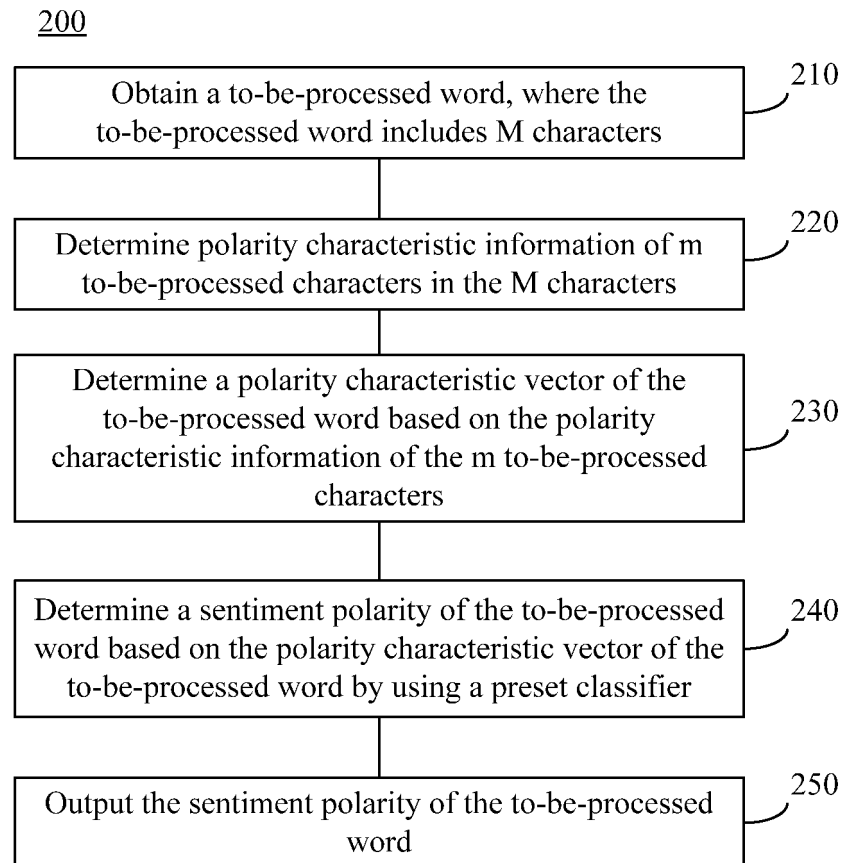 200
210
Obtain a to-be-processed word, where the
to-be-processed word includes M characters
220
Determine polarity characteristic information of m
to-be-processed characters in the M characters
Determine a polarity characteristic vector of the
to-be-processed word based on the polarity
characteristic information of the m to-be-processed
characters
230
Determine a sentiment polarity of the to-be-processed
word based on the polarity characteristic vector of the
to-be-processed word by using a preset classifier
240
Output the sentiment polarity of the to-be-processed
word
250